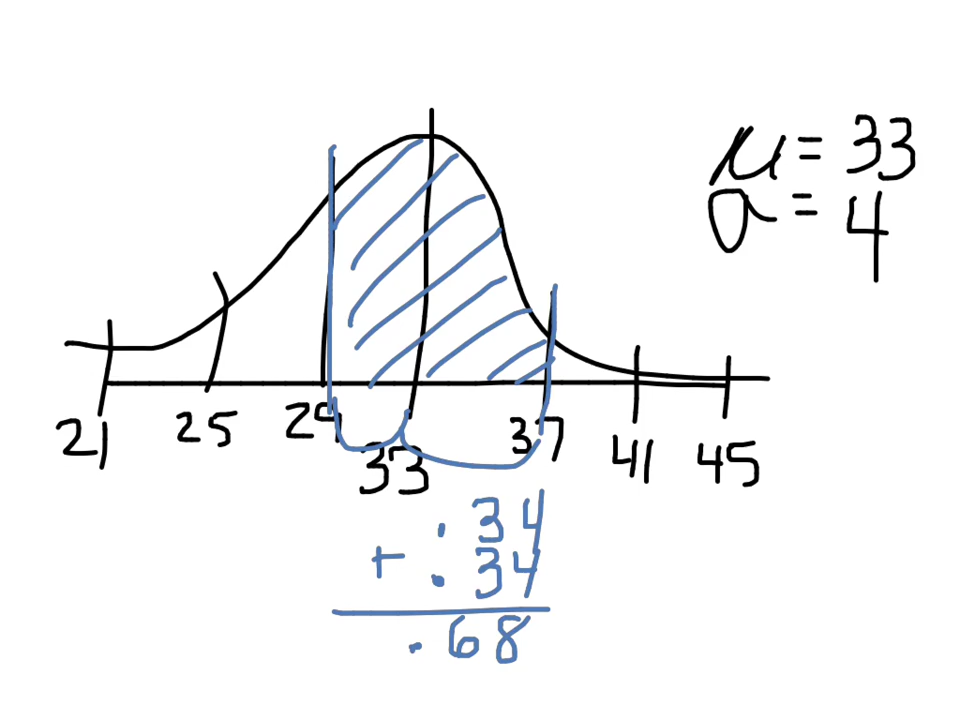 μ = 33
σ = 4
21 25 29 33 37 41 45
.34
+ .34
.68